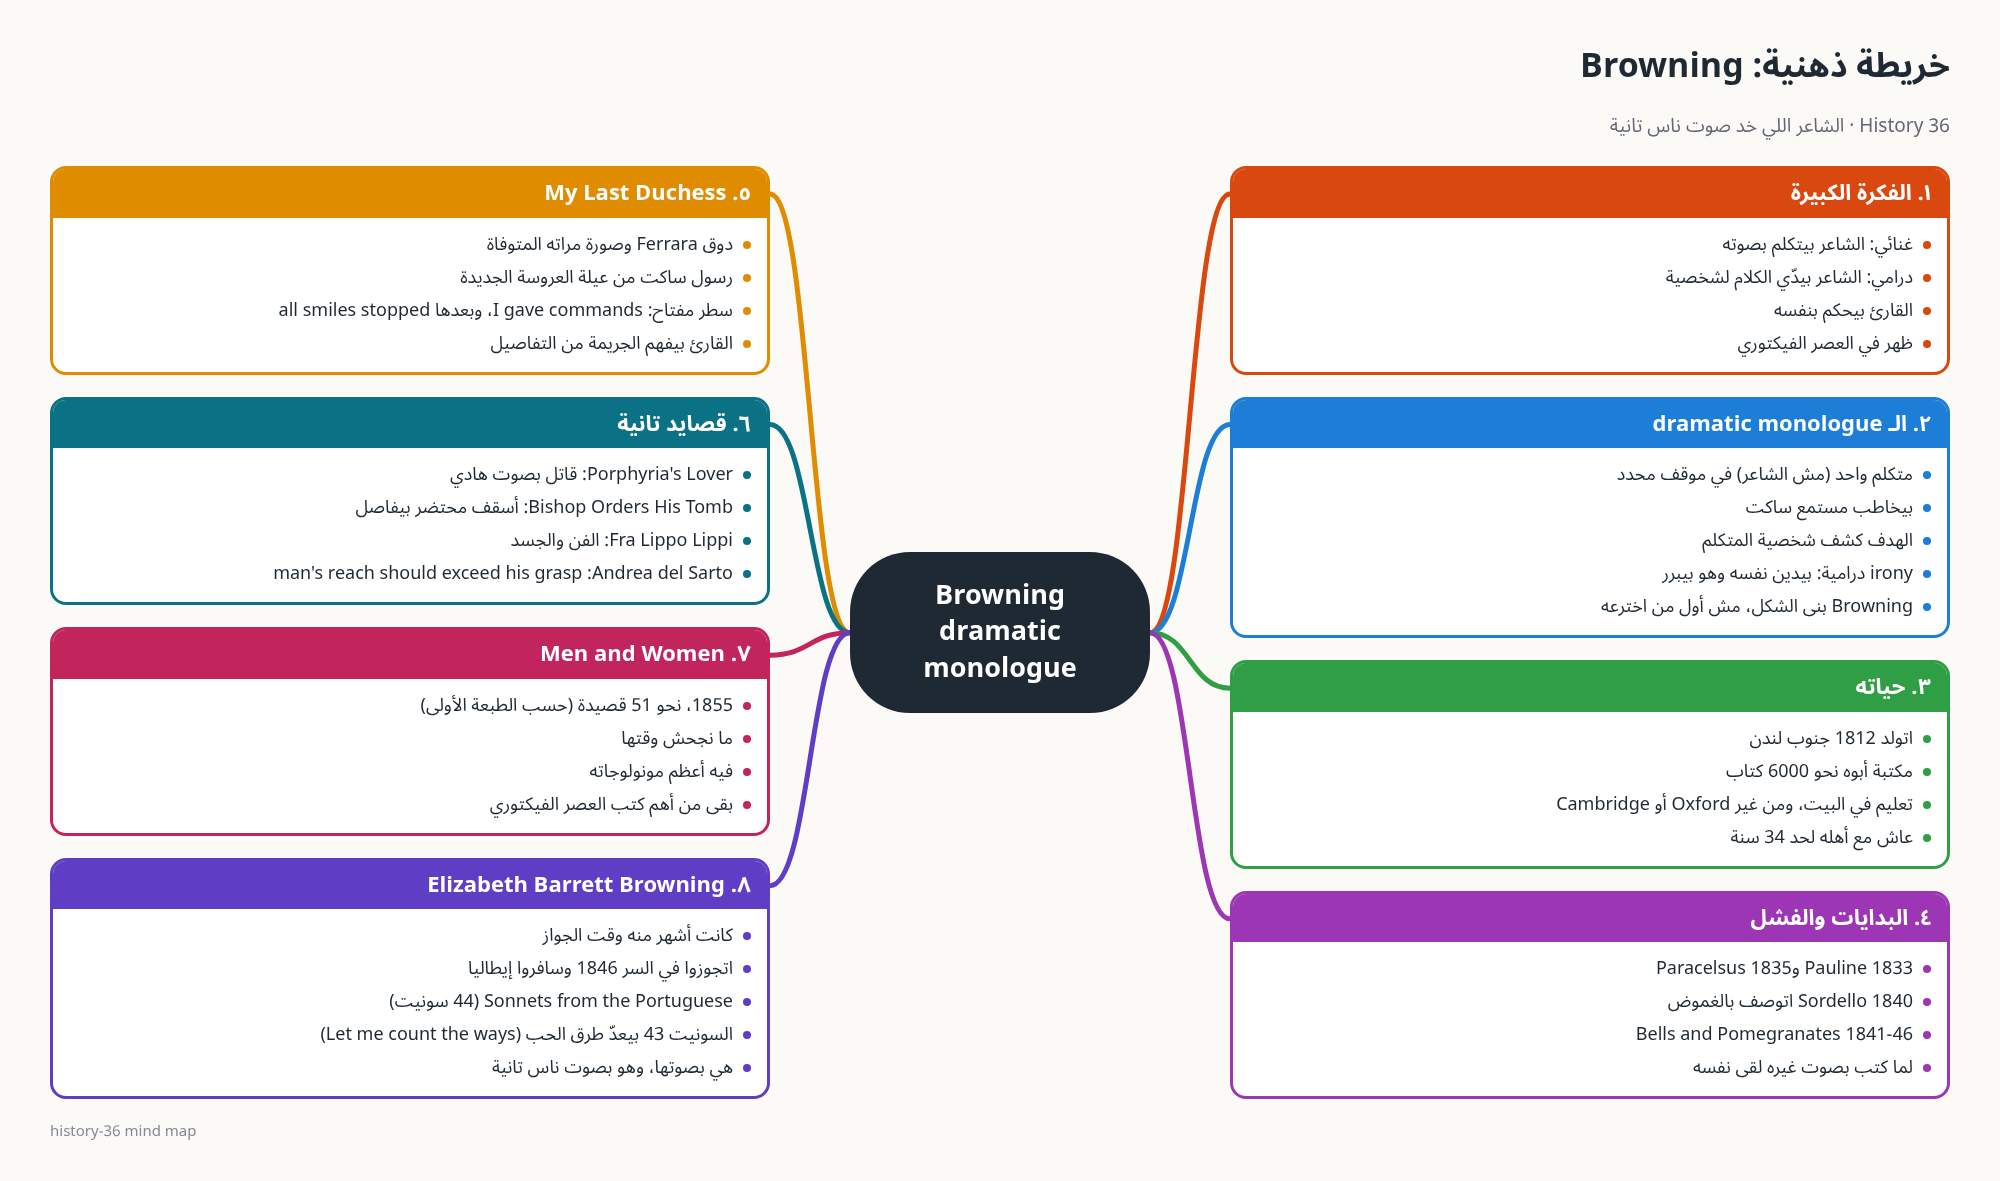 خريطة ذهنية: Browning
History 36 · الشاعر اللي خد صوت ناس تانية
١. الفكرة الكبيرة
غنائي: الشاعر بيتكلم بصوته
درامي: الشاعر بيدّي الكلام لشخصية
القارئ بيحكم بنفسه
ظهر في العصر الفيكتوري
٢. الـ dramatic monologue
متكلم واحد (مش الشاعر) في موقف محدد
بيخاطب مستمع ساكت
الهدف كشف شخصية المتكلم
irony درامية: بيدين نفسه وهو بيبرر
Browning بنى الشكل، مش أول من اخترعه
٣. حياته
اتولد 1812 جنوب لندن
مكتبة أبوه نحو 6000 كتاب
تعليم في البيت، ومن غير Oxford أو Cambridge
عاش مع أهله لحد 34 سنة
٤. البدايات والفشل
Pauline 1833 وParacelsus 1835
Sordello 1840 اتوصف بالغموض
Bells and Pomegranates 1841-46
لما كتب بصوت غيره لقى نفسه
Browning
dramatic
monologue
٥. My Last Duchess
دوق Ferrara وصورة مراته المتوفاة
رسول ساكت من عيلة العروسة الجديدة
سطر مفتاح: I gave commands، وبعدها all smiles stopped
القارئ بيفهم الجريمة من التفاصيل
٦. قصايد تانية
Porphyria's Lover: قاتل بصوت هادي
Bishop Orders His Tomb: أسقف محتضر بيفاصل
Fra Lippo Lippi: الفن والجسد
Andrea del Sarto: man's reach should exceed his grasp
٧. Men and Women
1855، نحو 51 قصيدة (حسب الطبعة الأولى)
ما نجحش وقتها
فيه أعظم مونولوجاته
بقى من أهم كتب العصر الفيكتوري
٨. Elizabeth Barrett Browning
كانت أشهر منه وقت الجواز
اتجوزوا في السر 1846 وسافروا إيطاليا
Sonnets from the Portuguese (44 سونيت)
السونيت 43 بيعدّ طرق الحب (Let me count the ways)
هي بصوتها، وهو بصوت ناس تانية
history-36 mind map